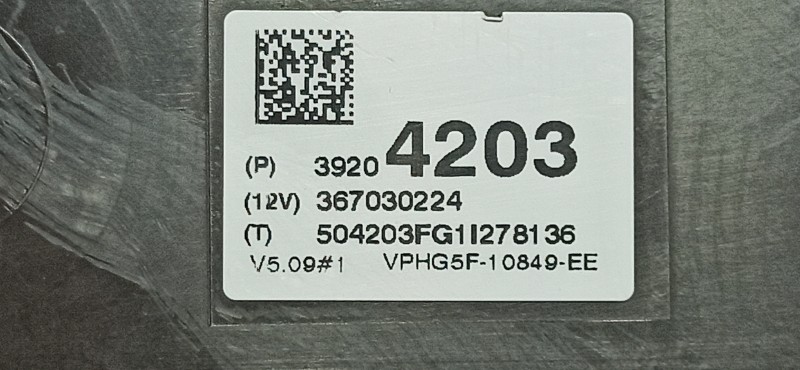 (P) 3920 4203
(12V) 367030224
(T) 504203FG1I278136
V5.09#1 VPHG5F-10849-EE